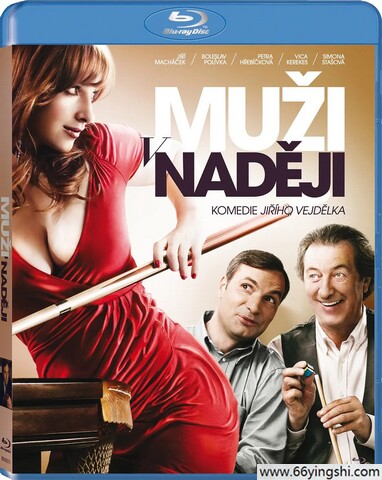 Blu-ray Disc
JIŘÍ MACHÁČEK
BOLESLAV POLÍVKA
PETRA HŘEBÍČKOVÁ
VICA KEREKES
SIMONA STAŠOVÁ
MUŽI
V NADĚJI
KOMEDIE JIŘÍHO VEJDĚLKA
MUŽI V NADĚJI
www.66yingshi.com